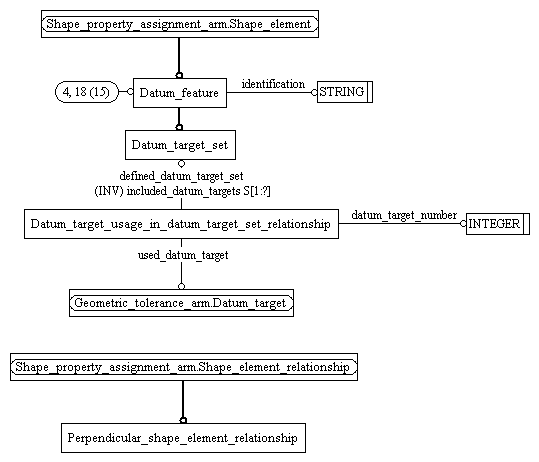 Shape_property_assignment_arm.Shape_element
4, 18 (15)
Datum_feature
identification
STRING
Datum_target_set
defined_datum_target_set
(INV) included_datum_targets S[1:?]
Datum_target_usage_in_datum_target_set_relationship
datum_target_number
INTEGER
used_datum_target
Geometric_tolerance_arm.Datum_target
Shape_property_assignment_arm.Shape_element_relationship
Perpendicular_shape_element_relationship